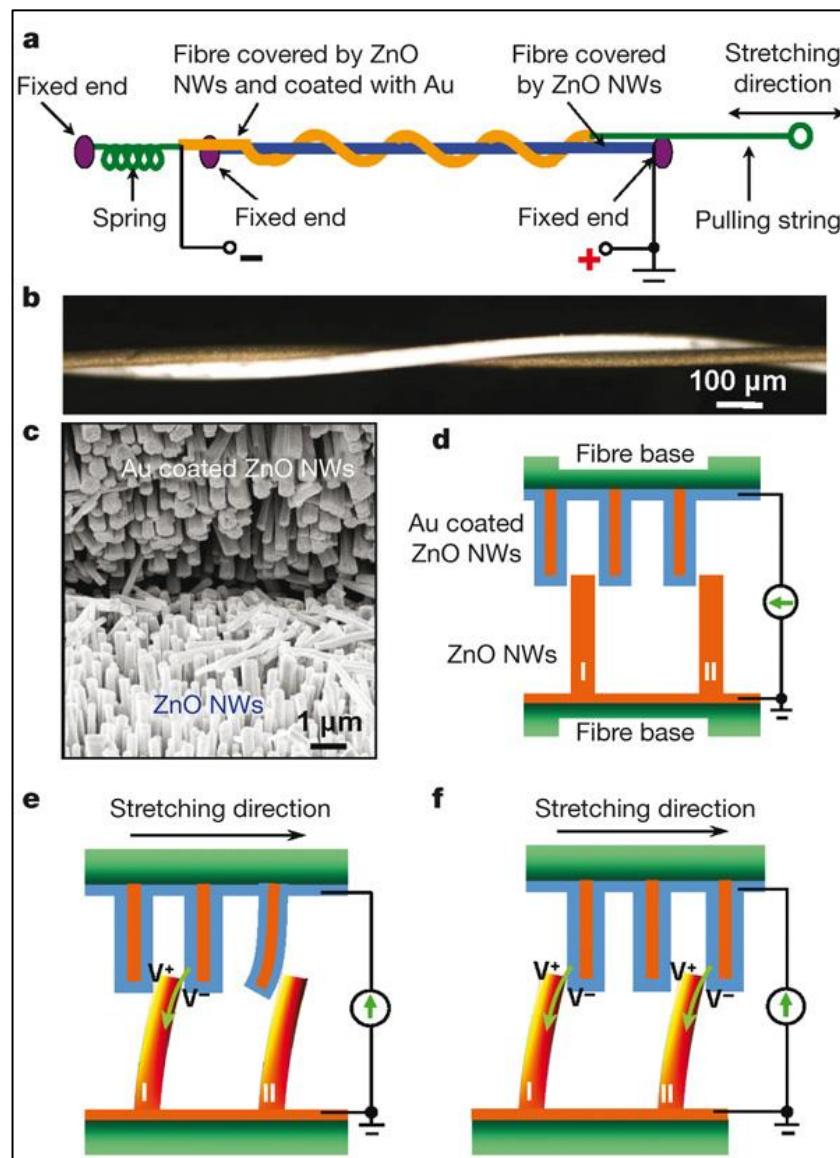 a
Fibre covered by ZnO
NWs and coated with Au
Fibre covered
by ZnO NWs
Stretching
direction
Fixed end
Spring
Fixed end
Fixed end
Pulling string
−
+
b
100 µm
c
Au coated ZnO NWs
ZnO NWs
1 µm
d
Fibre base
Au coated
ZnO NWs
ZnO NWs
I
II
Fibre base
e
Stretching direction
V+
V−
I
II
f
Stretching direction
V+
V−
V+
V−
I
II